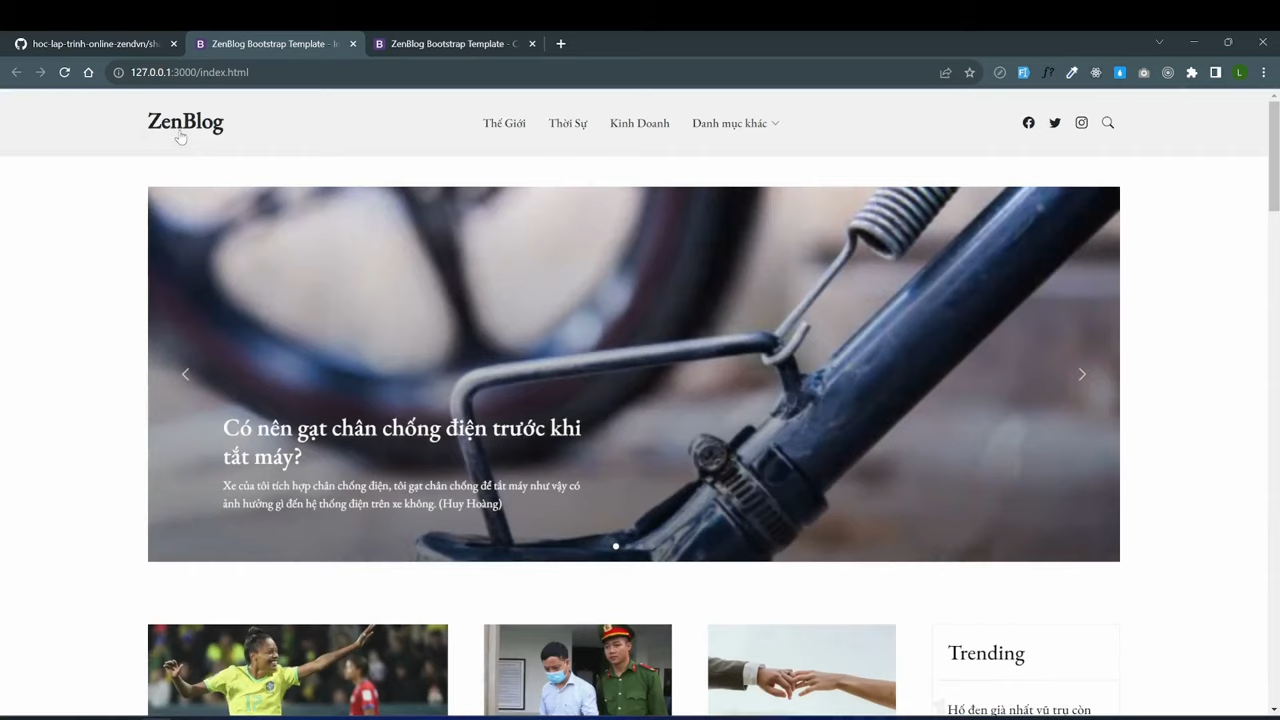 hoc-lap-trinh-online-zendvn/sh
ZenBlog Bootstrap Template - I
ZenBlog Bootstrap Template - C
127.0.0.1:3000/index.html
L
ZenBlog
Thế Giới
Thời Sự
Kinh Doanh
Danh mục khác
Có nên gạt chân chống điện trước khi
tắt máy?
Xe của tôi tích hợp chân chống điện, tôi gạt chân chống để tắt máy như vậy có
ảnh hưởng gì đến hệ thống điện trên xe không. (Huy Hoàng)
Trending
Hố đen già nhất vũ trụ còn